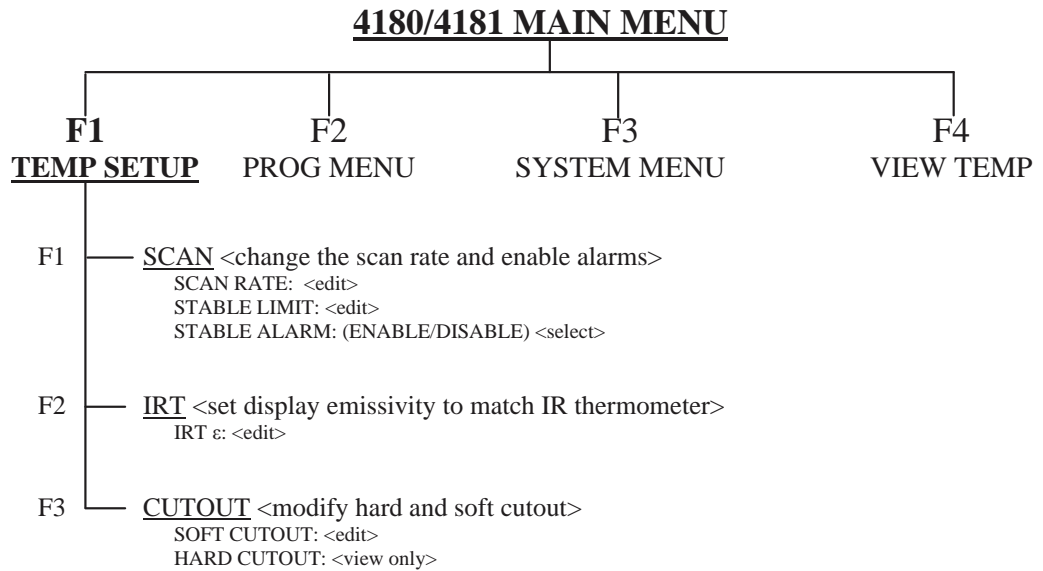 4180/4181 MAIN MENU
F1 F2 F3 F4
TEMP SETUP PROG MENU SYSTEM MENU VIEW TEMP
F1 SCAN <change the scan rate and enable alarms>
SCAN RATE: <edit>
STABLE LIMIT: <edit>
STABLE ALARM: (ENABLE/DISABLE) <select>
F2 IRT <set display emissivity to match IR thermometer>
IRT ε: <edit>
F3 CUTOUT <modify hard and soft cutout>
SOFT CUTOUT: <edit>
HARD CUTOUT: <view only>